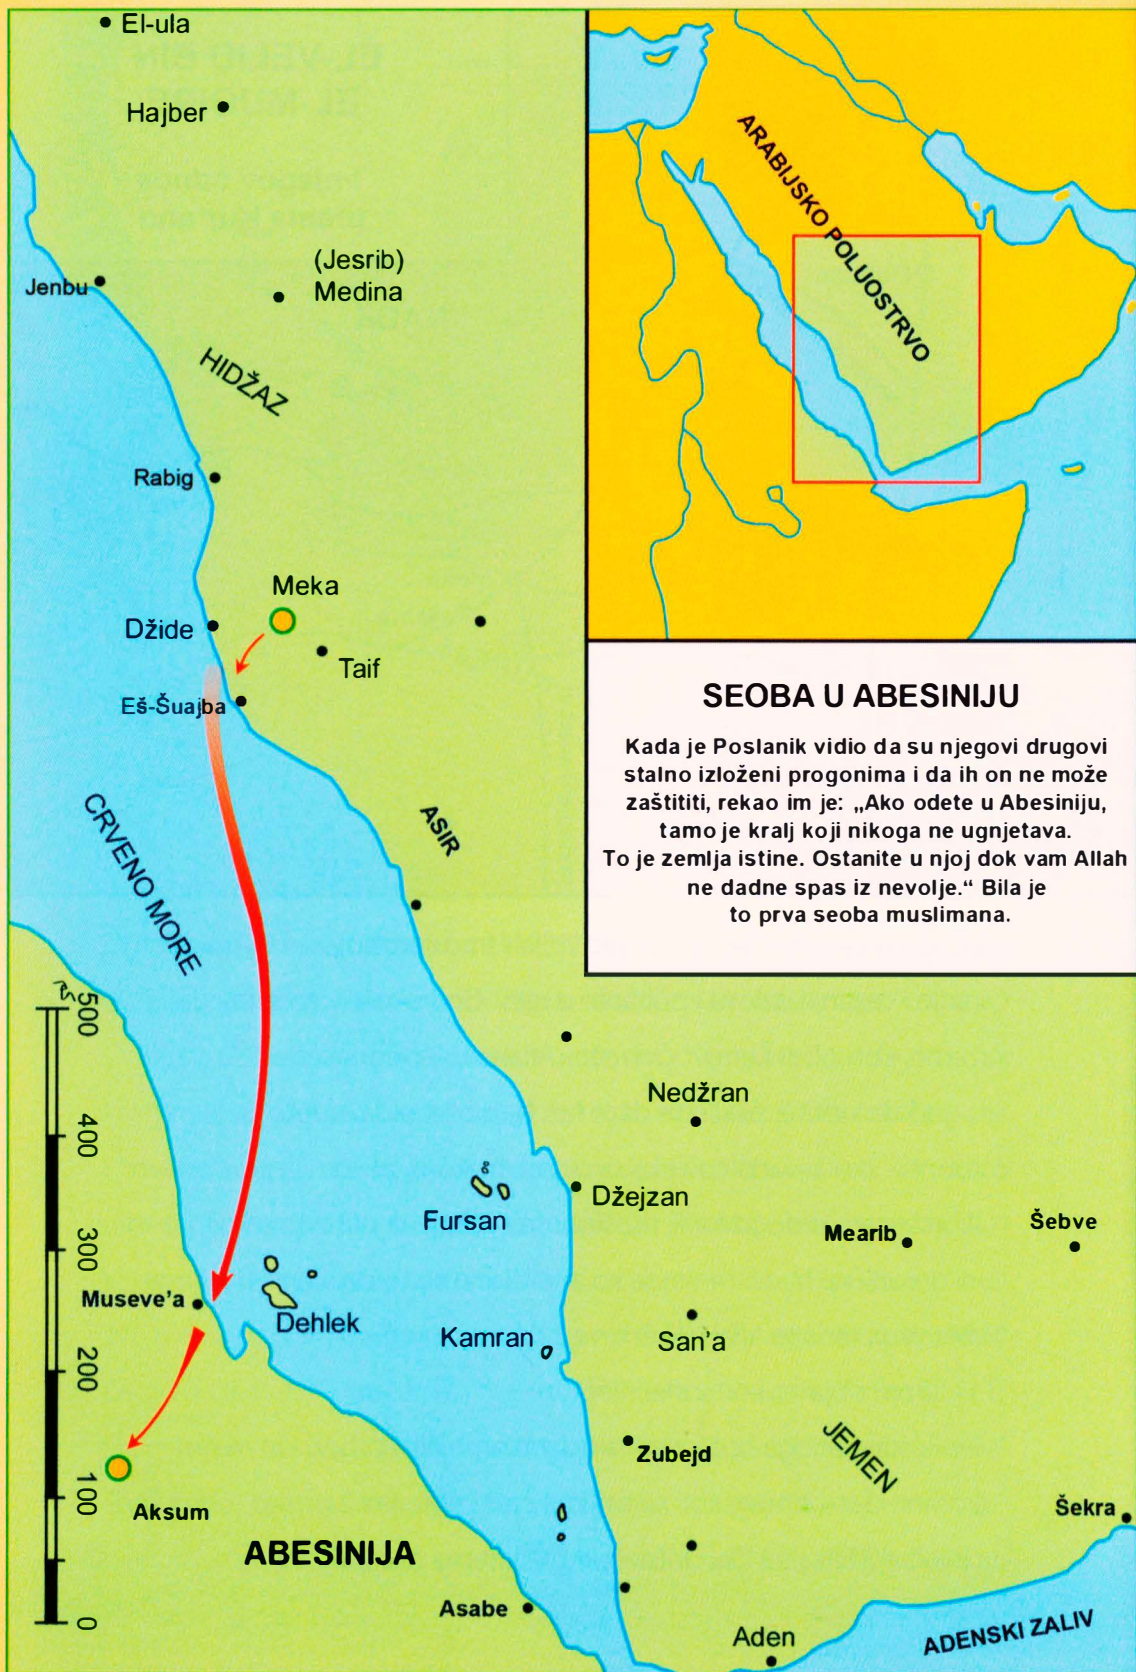 El-ula
Hajber
(Jesrib)
Medina
Jenbu
HIDŽAZ
Rabig
Meka
Džide
Taif
Eš-Šuajba
CRVENO MORE
ASIR
ARABIJSKO POLUOSTRVO
SEOBA U ABESINIJU
Kada je Poslanik vidio da su njegovi drugovi
stalno izloženi progonima i da ih on ne može
zaštititi, rekao im je: „Ako odete u Abesiniju,
tamo je kralj koji nikoga ne ugnjetava.
To je zemlja istine. Ostanite u njoj dok vam Allah
ne dadne spas iz nevolje.“ Bila je
to prva seoba muslimana.
500
400
300
200
100
0
Nedžran
Džejzan
Fursan
Mearib
Šebve
Museve'a
Dehlek
Kamran
San'a
Zubejd
JEMEN
Aksum
Šekra
ABESINIJA
Asabe
Aden
ADENSKI ZALIV